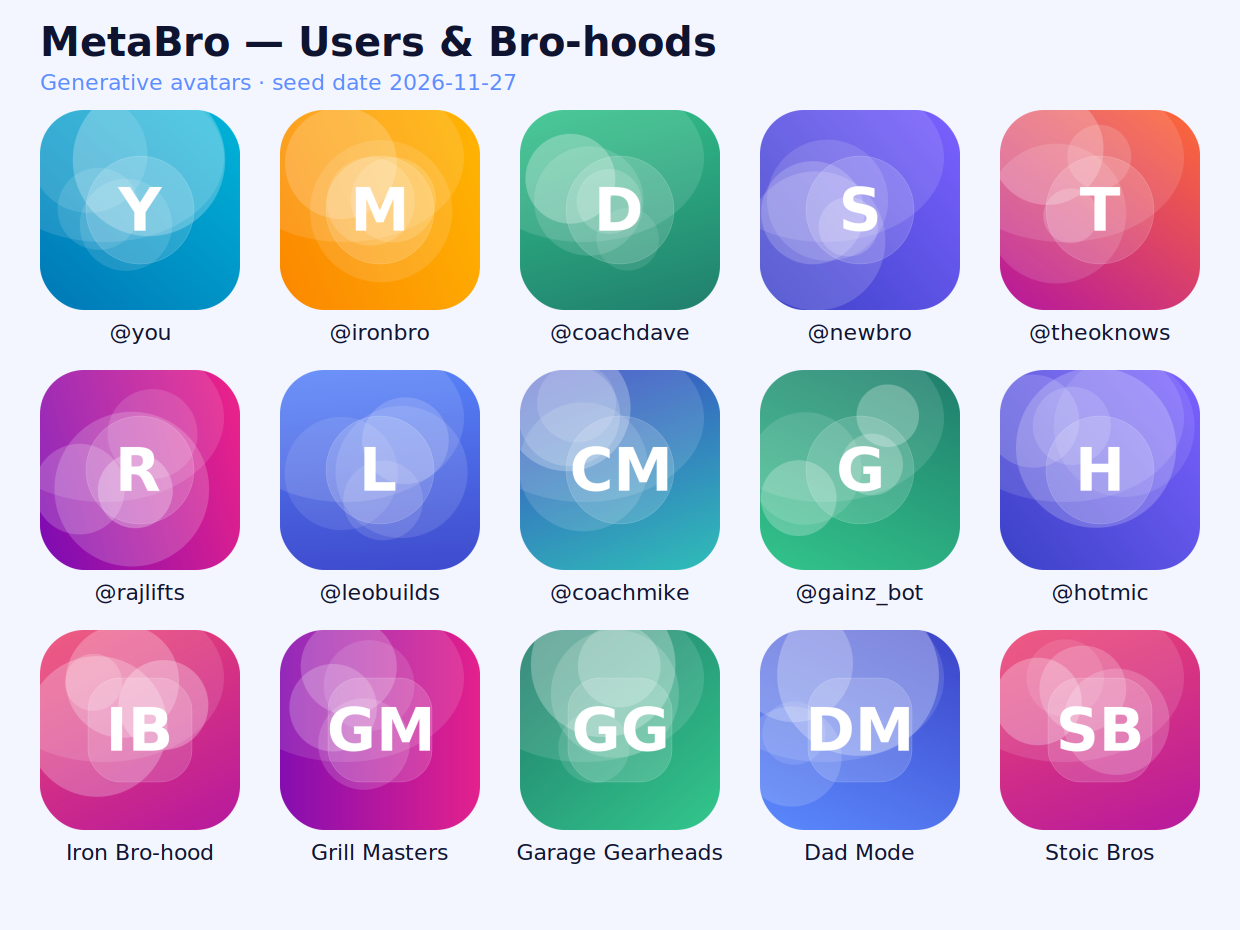 MetaBro — Users & Bro-hoods
Generative avatars · seed date 2026-11-27
Y M D S T
@you @ironbro @coachdave @newbro @theoknows
R L CM G H
@rajlifts @leobuilds @coachmike @gainz_bot @hotmic
IB GM GG DM SB
Iron Bro-hood Grill Masters Garage Gearheads Dad Mode Stoic Bros